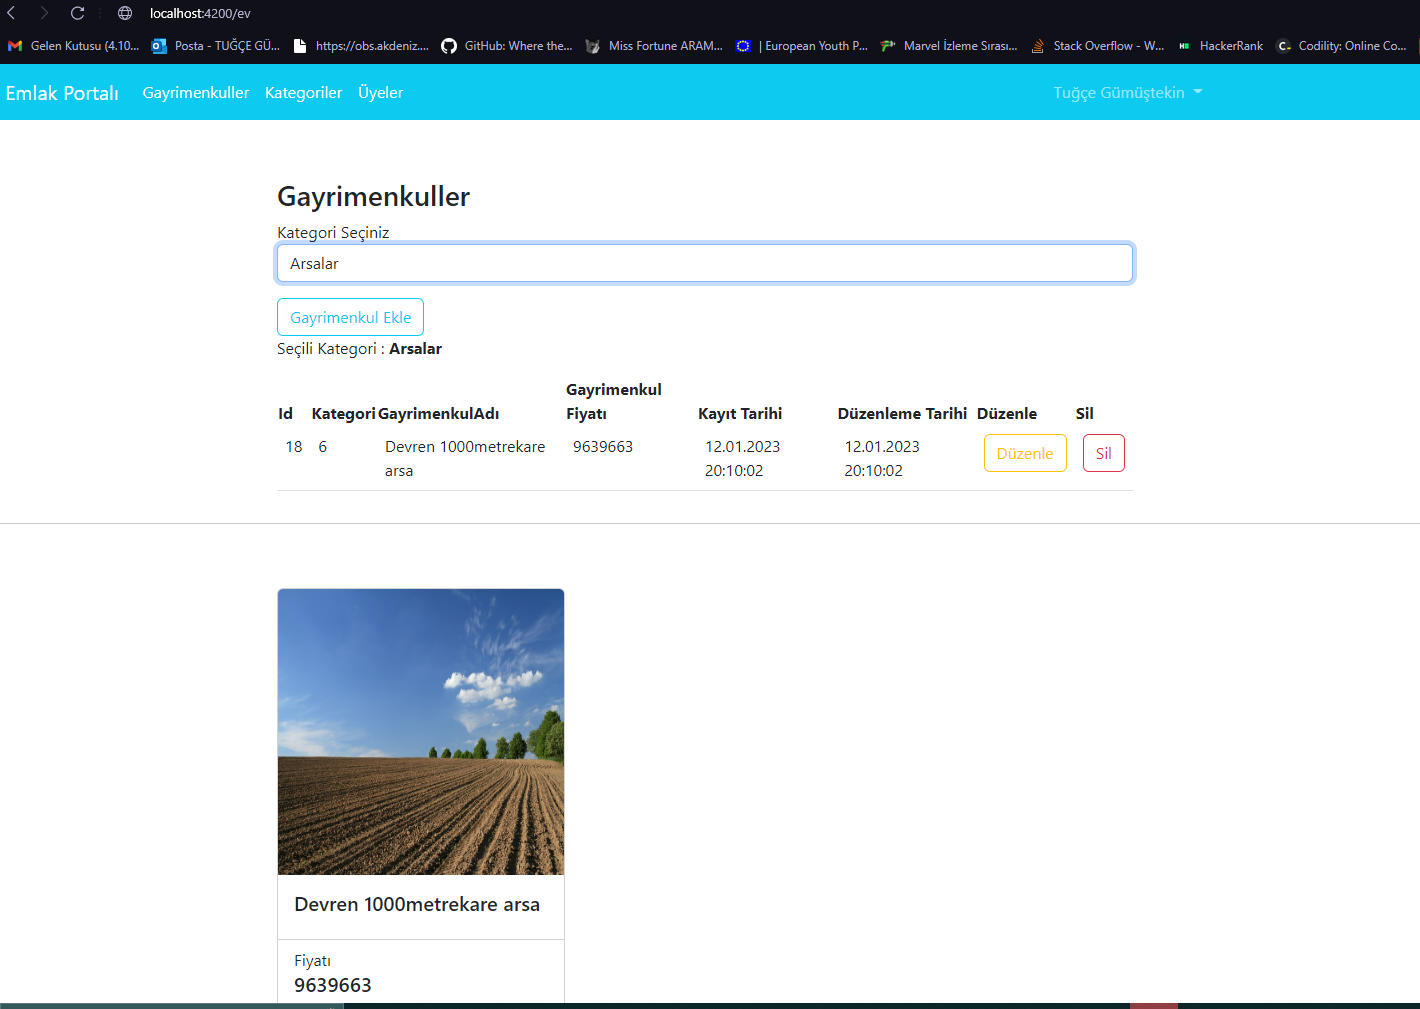 localhost:4200/ev
Gelen Kutusu (4.10... Posta - TUĞÇE GÜ... https://obs.akdeniz.... GitHub: Where the... Miss Fortune ARAM... | European Youth P... Marvel İzleme Sırası... Stack Overflow - W... HackerRank Codility: Online Co...
Emlak Portalı Gayrimenkuller Kategoriler Üyeler Tuğçe Gümüştekin
Gayrimenkuller
Kategori Seçiniz
Arsalar
Gayrimenkul Ekle
Seçili Kategori : Arsalar
Gayrimenkul
Id Kategori GayrimenkulAdı Fiyatı Kayıt Tarihi Düzenleme Tarihi Düzenle Sil
18 6 Devren 1000metrekare 9639663 12.01.2023 12.01.2023 Düzenle Sil
arsa 20:10:02 20:10:02
Devren 1000metrekare arsa
Fiyatı
9639663